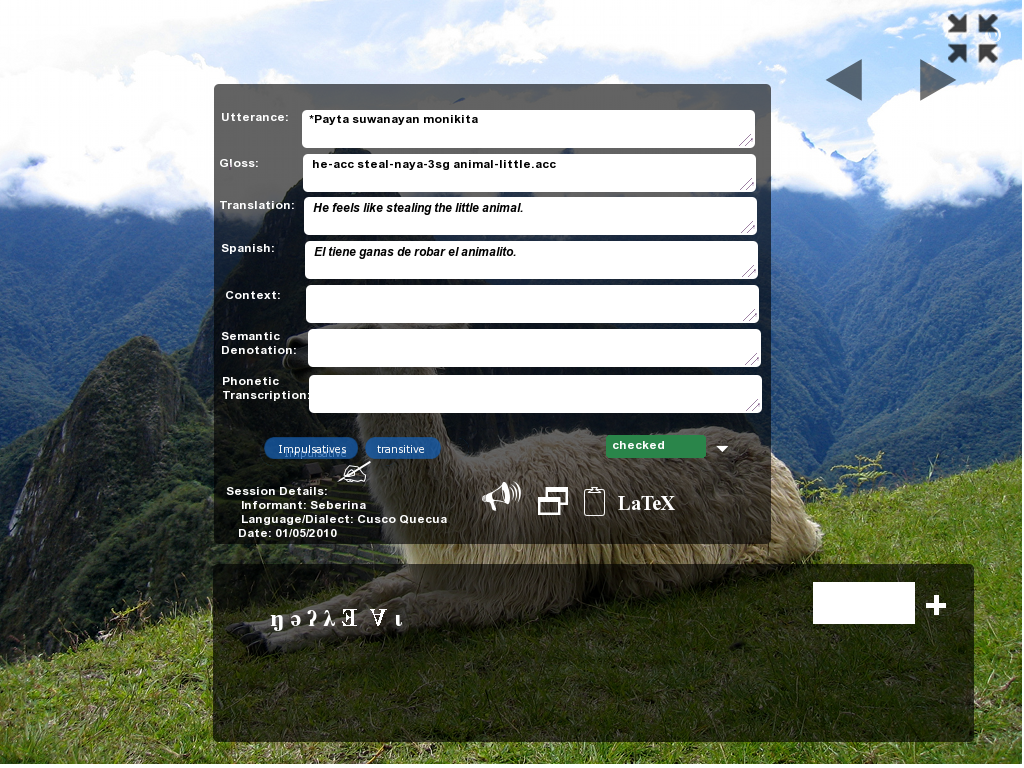 Utterance: *Payta suwanayan monikita
Gloss: he-acc steal-naya-3sg animal-little.acc
Translation: He feels like stealing the little animal.
Spanish: El tiene ganas de robar el animalito.
Context:
Semantic
Denotation:
Phonetic
Transcription:
Impulsatives transitive checked
Impulsative
Session Details:
Informant: Seberina
Language/Dialect: Cusco Quecua
Date: 01/05/2010
LaTeX
ŋ ə ʔ ʎ ∃ ∀ ɩ